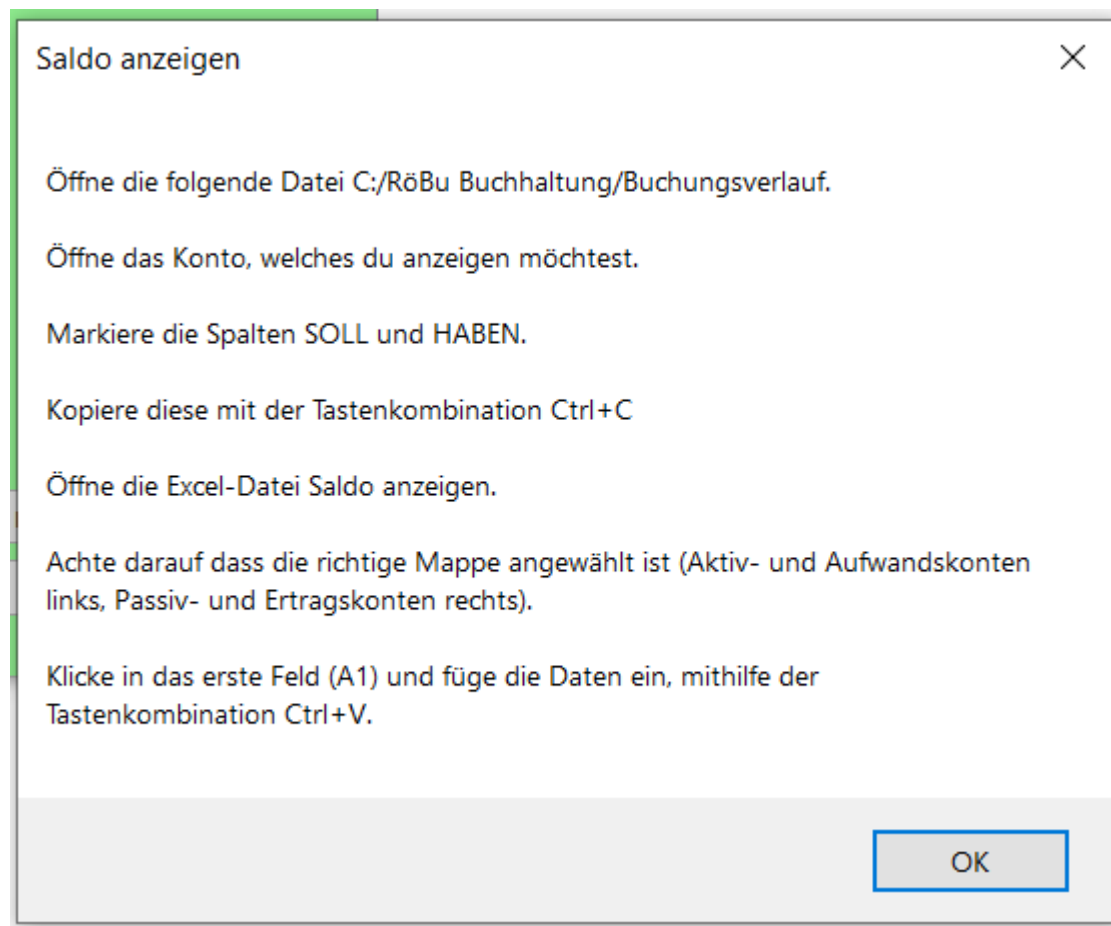 Saldo anzeigen
Öffne die folgende Datei C:/RöBu Buchhaltung/Buchungsverlauf.
Öffne das Konto, welches du anzeigen möchtest.
Markiere die Spalten SOLL und HABEN.
Kopiere diese mit der Tastenkombination Ctrl+C
Öffne die Excel-Datei Saldo anzeigen.
Achte darauf dass die richtige Mappe angewählt ist (Aktiv- und Aufwandskonten
links, Passiv- und Ertragskonten rechts).
Klicke in das erste Feld (A1) und füge die Daten ein, mithilfe der
Tastenkombination Ctrl+V.
OK